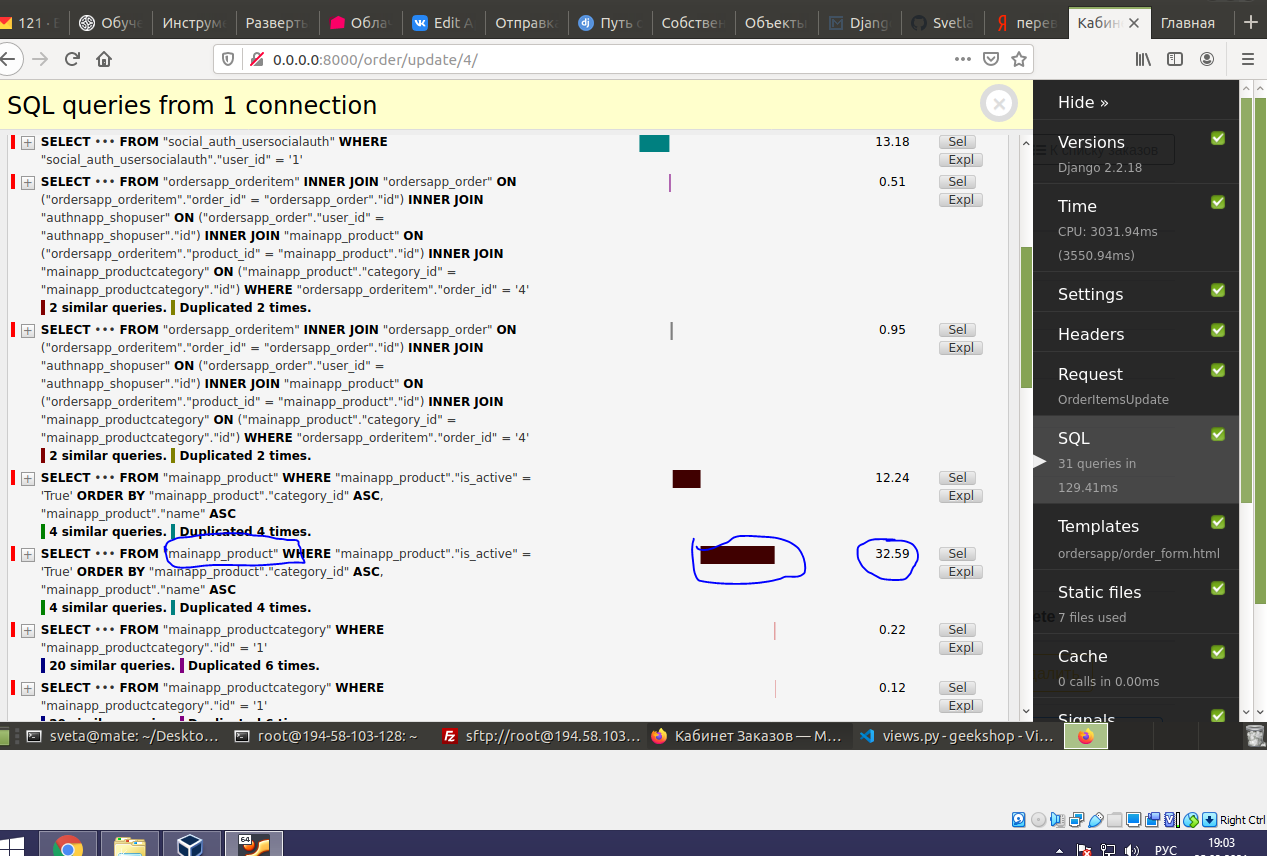 121 -
Обуче
Инструме
Разверты
Облач
Edit A
Отправка
Путь с
Собствен
Объекты
Djang
Svetla
перев
Кабин
Главная
0.0.0.0:8000/order/update/4/
SQL queries from 1 connection
SELECT ••• FROM "social_auth_usersocialauth" WHERE
"social_auth_usersocialauth"."user_id" = '1'
13.18
Sel
Expl
SELECT ••• FROM "ordersapp_orderitem" INNER JOIN "ordersapp_order" ON
("ordersapp_orderitem"."order_id" = "ordersapp_order"."id") INNER JOIN
"authnapp_shopuser" ON ("ordersapp_order"."user_id" =
"authnapp_shopuser"."id") INNER JOIN "mainapp_product" ON
("ordersapp_orderitem"."product_id" = "mainapp_product"."id") INNER JOIN
"mainapp_productcategory" ON ("mainapp_product"."category_id" =
"mainapp_productcategory"."id") WHERE "ordersapp_orderitem"."order_id" = '4'
2 similar queries. Duplicated 2 times.
0.51
Sel
Expl
SELECT ••• FROM "ordersapp_orderitem" INNER JOIN "ordersapp_order" ON
("ordersapp_orderitem"."order_id" = "ordersapp_order"."id") INNER JOIN
"authnapp_shopuser" ON ("ordersapp_order"."user_id" =
"authnapp_shopuser"."id") INNER JOIN "mainapp_product" ON
("ordersapp_orderitem"."product_id" = "mainapp_product"."id") INNER JOIN
"mainapp_productcategory" ON ("mainapp_product"."category_id" =
"mainapp_productcategory"."id") WHERE "ordersapp_orderitem"."order_id" = '4'
2 similar queries. Duplicated 2 times.
0.95
Sel
Expl
SELECT ••• FROM "mainapp_product" WHERE "mainapp_product"."is_active" =
'True' ORDER BY "mainapp_product"."category_id" ASC,
"mainapp_product"."name" ASC
4 similar queries. Duplicated 4 times.
12.24
Sel
Expl
SELECT ••• FROM "mainapp_product" WHERE "mainapp_product"."is_active" =
'True' ORDER BY "mainapp_product"."category_id" ASC,
"mainapp_product"."name" ASC
4 similar queries. Duplicated 4 times.
32.59
Sel
Expl
SELECT ••• FROM "mainapp_productcategory" WHERE
"mainapp_productcategory"."id" = '1'
20 similar queries. Duplicated 6 times.
0.22
Sel
Expl
SELECT ••• FROM "mainapp_productcategory" WHERE
"mainapp_productcategory"."id" = '1'
0.12
Sel
Expl
Hide »
Versions
Django 2.2.18
Time
CPU: 3031.94ms
(3550.94ms)
Settings
Headers
Request
OrderItemsUpdate
SQL
31 queries in
129.41ms
Templates
ordersapp/order_form.html
Static files
7 files used
Cache
0 calls in 0.00ms
Signals
sveta@mate: ~/Deskto...
root@194-58-103-128: ~
sftp://root@194.58.103...
Кабинет Заказов — M...
views.py - geekshop - Vi...
Right Ctrl
64
РУС
19:03